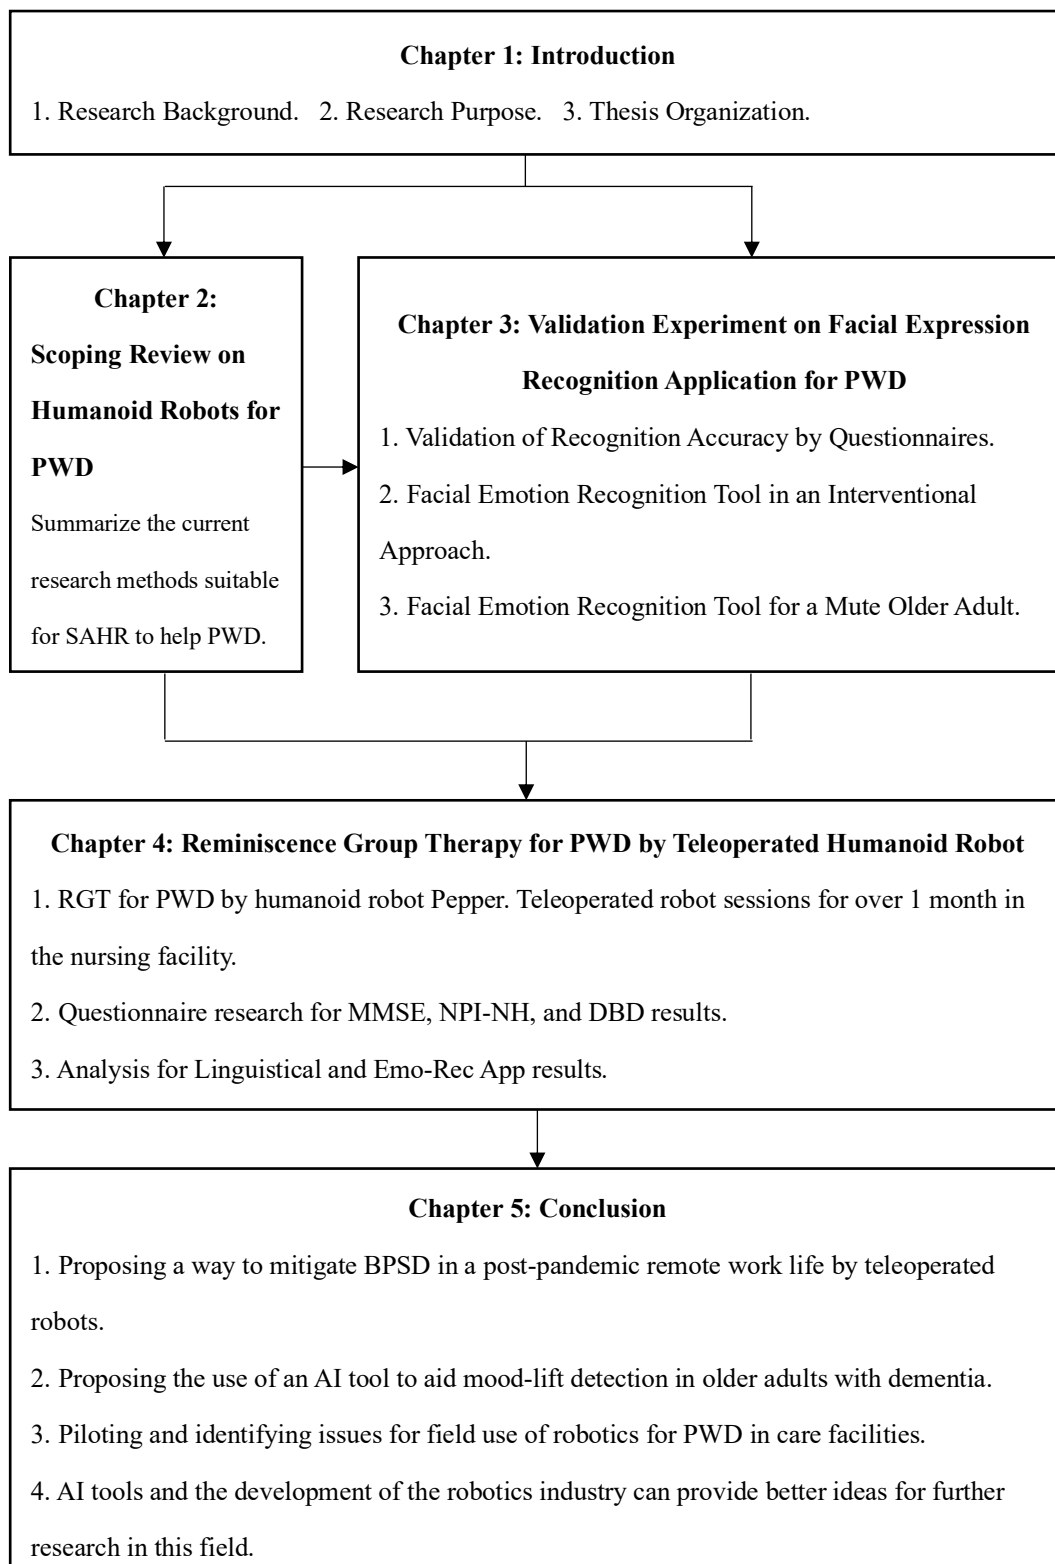 Chapter 1: Introduction
1. Research Background.   2. Research Purpose.   3. Thesis Organization.
Chapter 2:
Scoping Review on
Humanoid Robots for
PWD
Summarize the current
research methods suitable
for SAHR to help PWD.
Chapter 3: Validation Experiment on Facial Expression
Recognition Application for PWD
1. Validation of Recognition Accuracy by Questionnaires.
2. Facial Emotion Recognition Tool in an Interventional
Approach.
3. Facial Emotion Recognition Tool for a Mute Older Adult.
Chapter 4: Reminiscence Group Therapy for PWD by Teleoperated Humanoid Robot
1. RGT for PWD by humanoid robot Pepper. Teleoperated robot sessions for over 1 month in
the nursing facility.
2. Questionnaire research for MMSE, NPI-NH, and DBD results.
3. Analysis for Linguistical and Emo-Rec App results.
Chapter 5: Conclusion
1. Proposing a way to mitigate BPSD in a post-pandemic remote work life by teleoperated
robots.
2. Proposing the use of an AI tool to aid mood-lift detection in older adults with dementia.
3. Piloting and identifying issues for field use of robotics for PWD in care facilities.
4. AI tools and the development of the robotics industry can provide better ideas for further
research in this field.